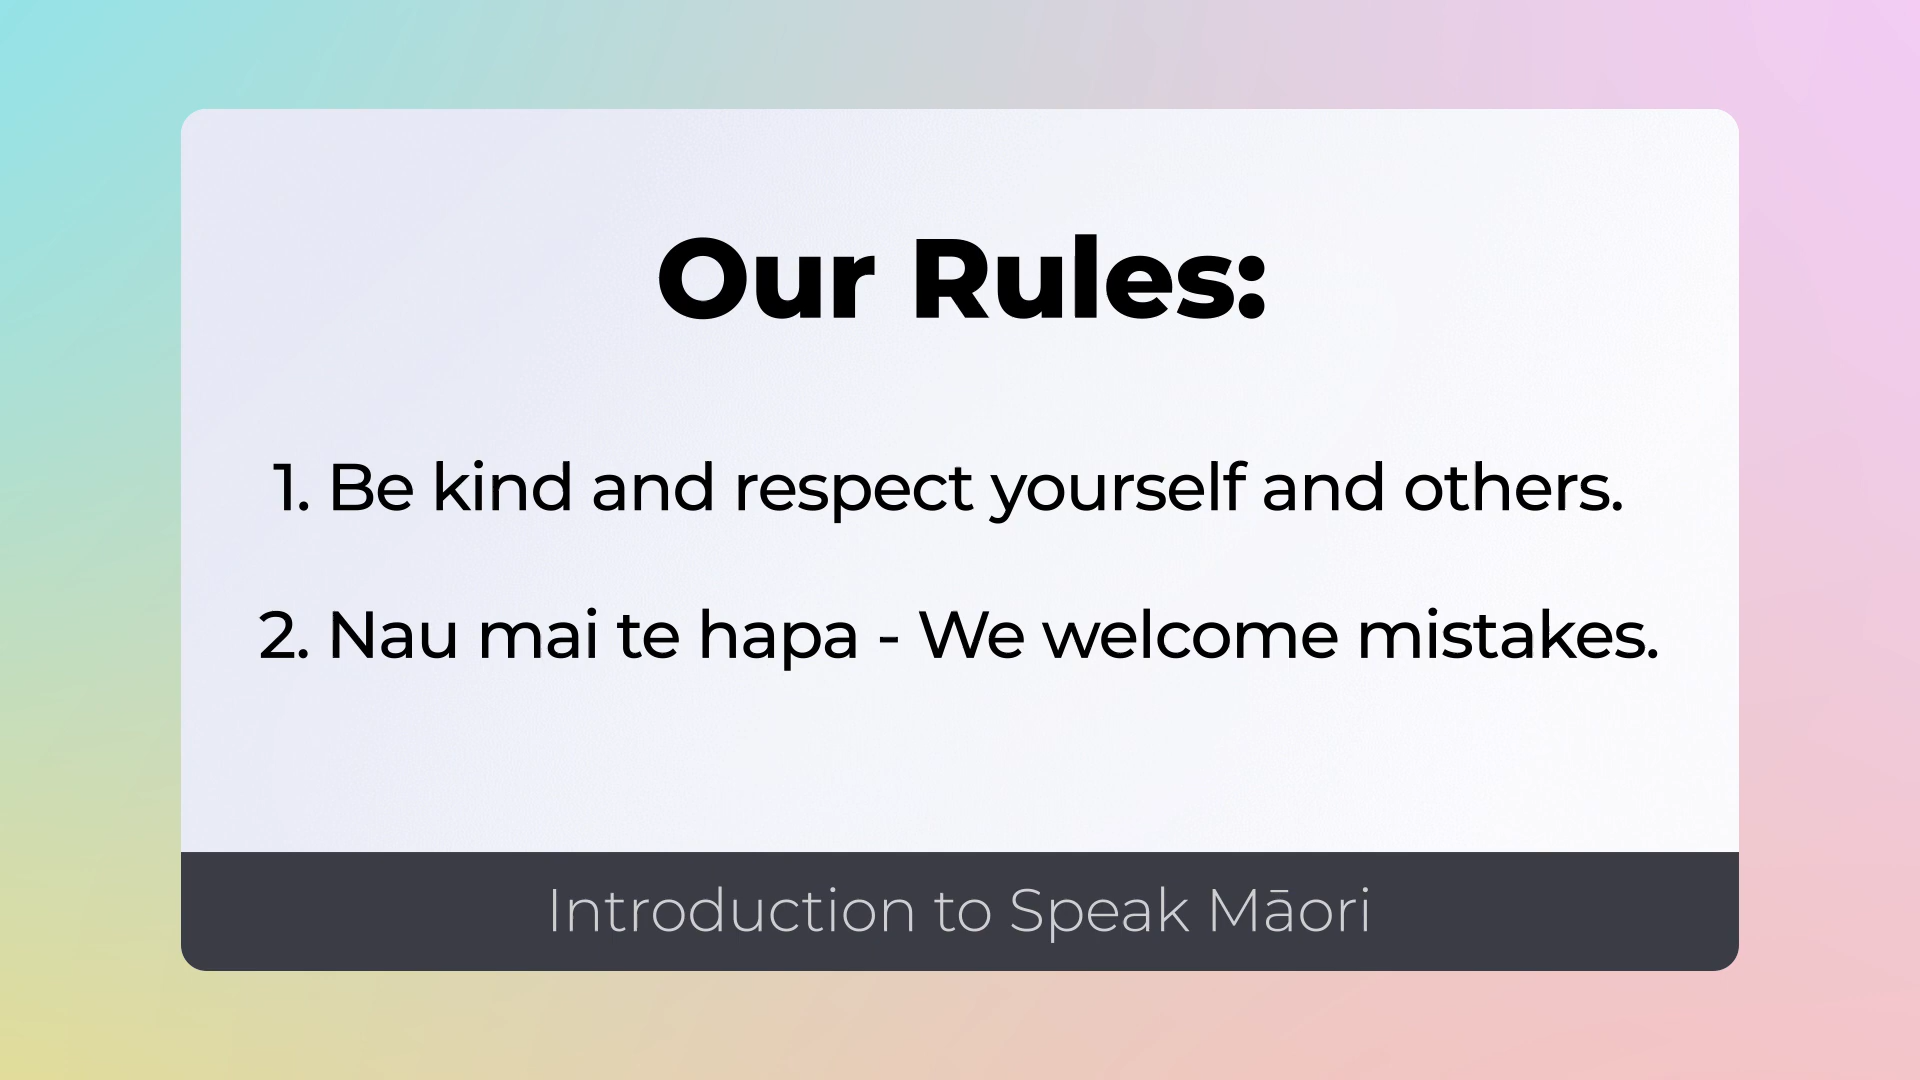 Our Rules:
1. Be kind and respect yourself and others.
2. Nau mai te hapa - We welcome mistakes.
Introduction to Speak Māori